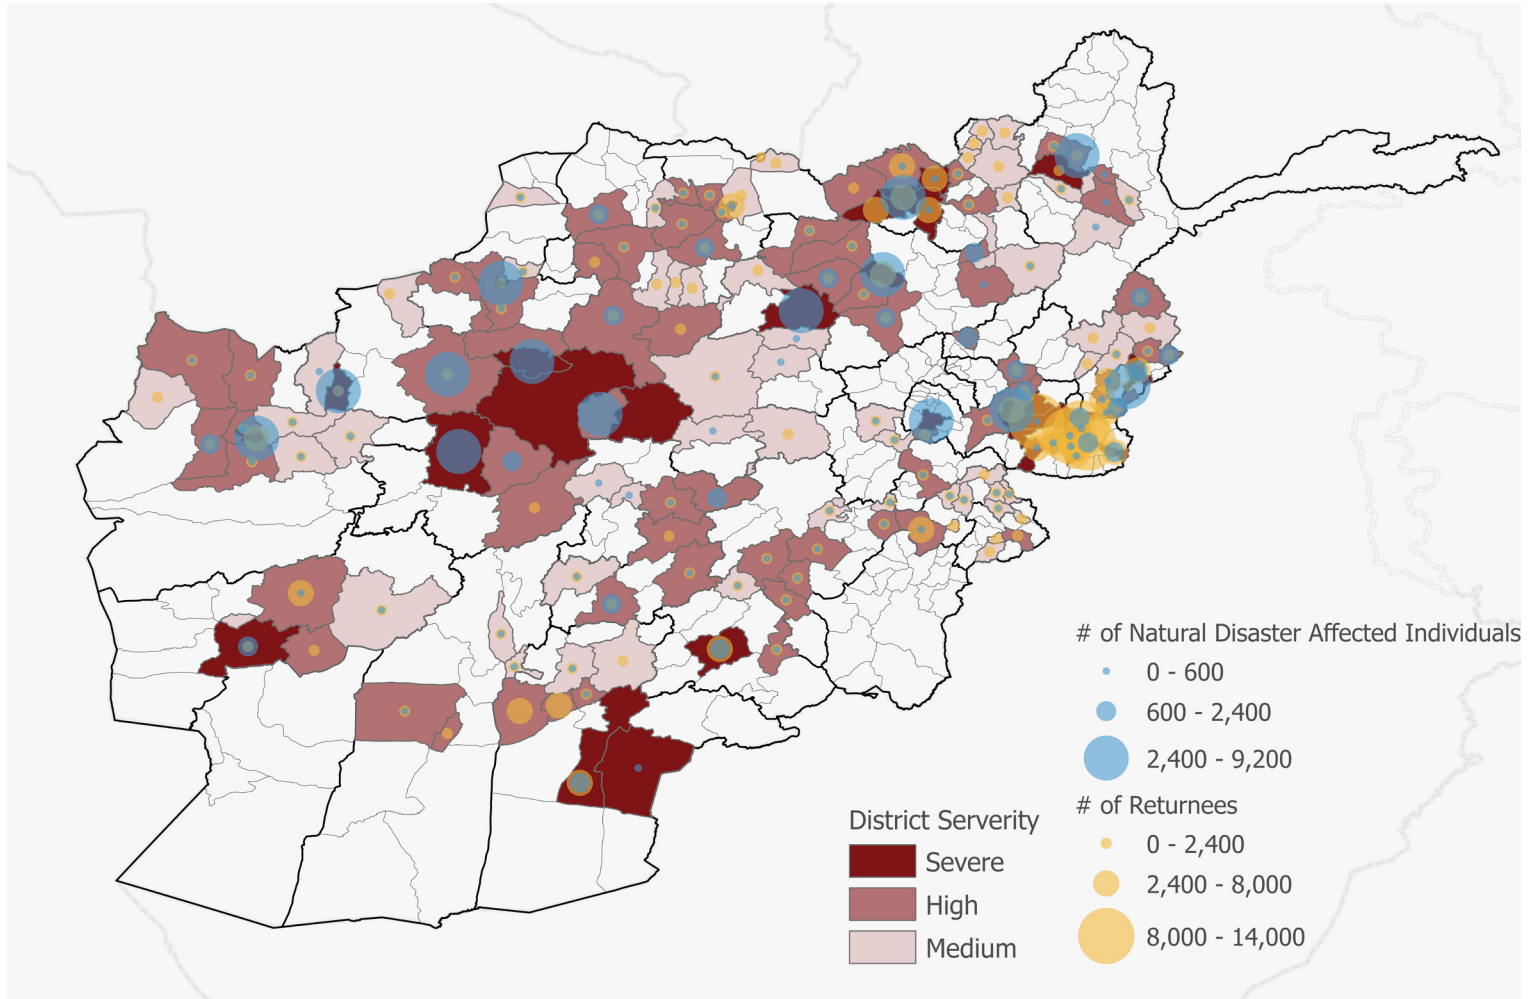 # of Natural Disaster Affected Individuals
0 - 600
600 - 2,400
2,400 - 9,200
# of Returnees
0 - 2,400
2,400 - 8,000
8,000 - 14,000
District Serverity
Severe
High
Medium